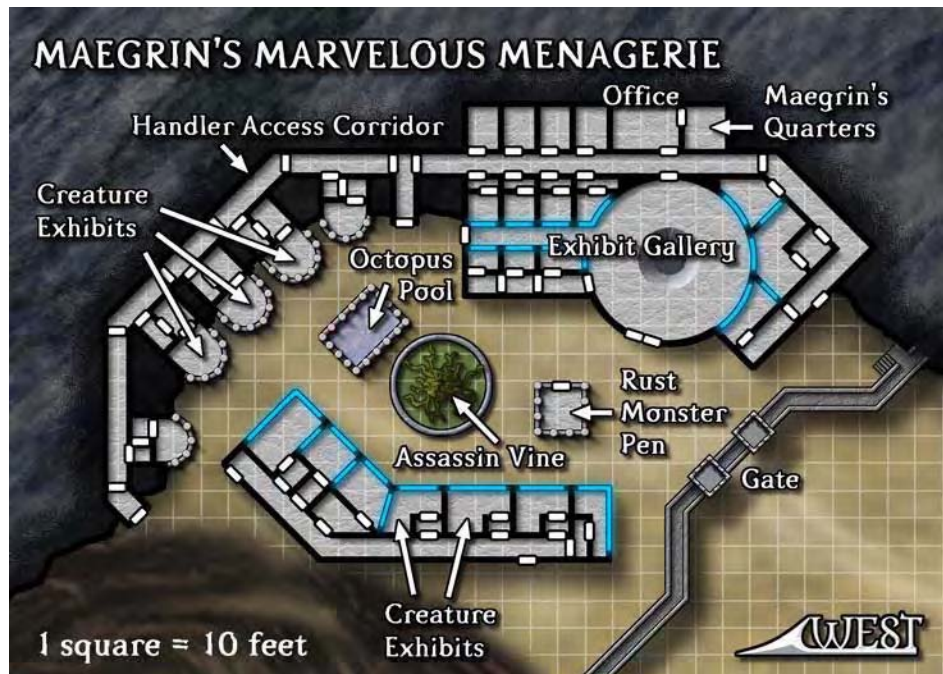 MAEGRIN'S MARVELOUS MENAGERIE
Office
Maegrin's
Quarters
Handler Access Corridor
Creature
Exhibits
Exhibit Gallery
Octopus
Pool
Rust
Monster
Pen
Assassin Vine
Gate
Creature
Exhibits
1 square = 10 feet
WEST